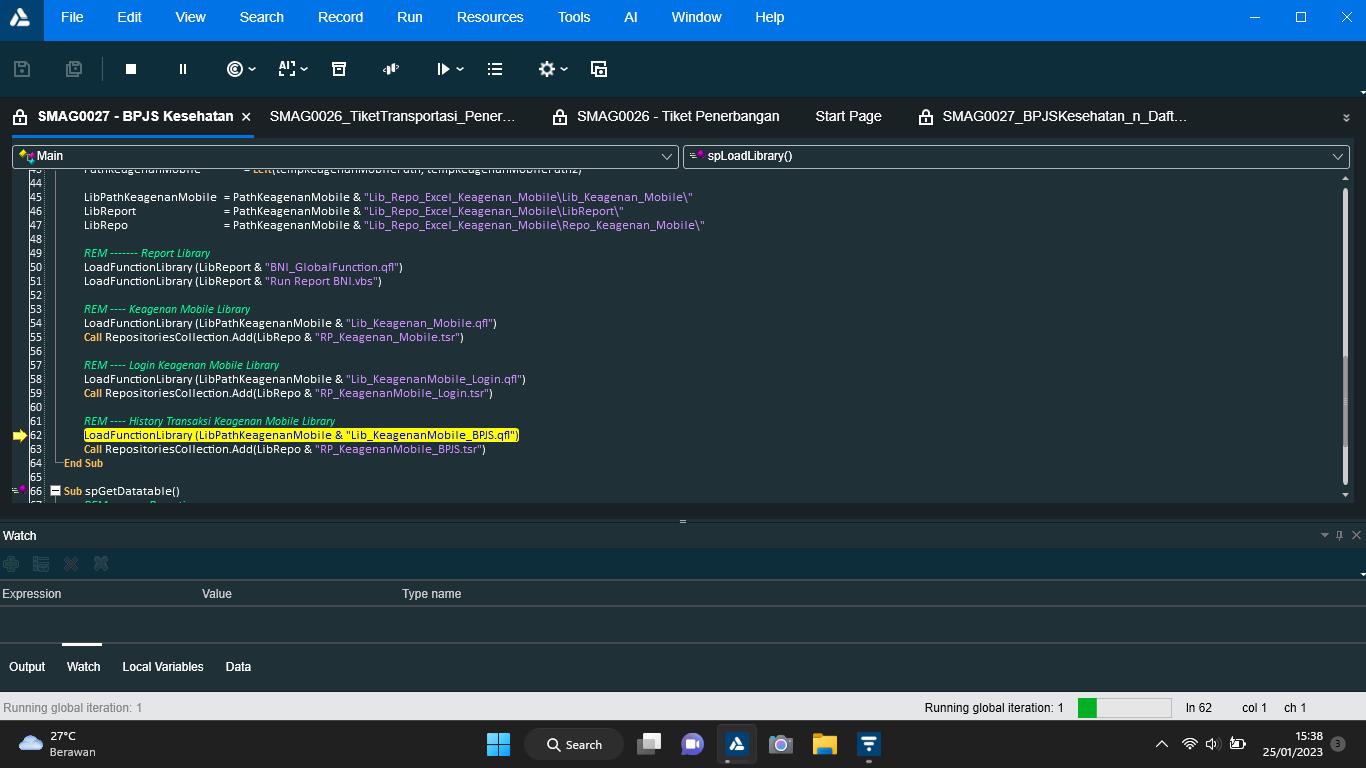 File Edit View Search Record Run Resources Tools AI Window Help
SMAG0027 - BPJS Kesehatan SMAG0026_TiketTransportasi_Pener... SMAG0026 - Tiket Penerbangan Start Page SMAG0027_BPJSKesehatan_n_Daft...
Main spLoadLibrary()
43 PathKeagenanMobile = Left(tempKeagenanMobilePath, tempKeagenanMobilePath2)
44
45 LibPathKeagenanMobile = PathKeagenanMobile & "Lib_Repo_Excel_Keagenan_Mobile\Lib_Keagenan_Mobile\"
46 LibReport = PathKeagenanMobile & "Lib_Repo_Excel_Keagenan_Mobile\LibReport\"
47 LibRepo = PathKeagenanMobile & "Lib_Repo_Excel_Keagenan_Mobile\Repo_Keagenan_Mobile\"
48
49 REM ------- Report Library
50 LoadFunctionLibrary (LibReport & "BNI_GlobalFunction.qfl")
51 LoadFunctionLibrary (LibReport & "Run Report BNI.vbs")
52
53 REM ---- Keagenan Mobile Library
54 LoadFunctionLibrary (LibPathKeagenanMobile & "Lib_Keagenan_Mobile.qfl")
55 Call RepositoriesCollection.Add(LibRepo & "RP_Keagenan_Mobile.tsr")
56
57 REM ---- Login Keagenan Mobile Library
58 LoadFunctionLibrary (LibPathKeagenanMobile & "Lib_KeagenanMobile_Login.qfl")
59 Call RepositoriesCollection.Add(LibRepo & "RP_KeagenanMobile_Login.tsr")
60
61 REM ---- History Transaksi Keagenan Mobile Library
62 LoadFunctionLibrary (LibPathKeagenanMobile & "Lib_KeagenanMobile_BPJS.qfl")
63 Call RepositoriesCollection.Add(LibRepo & "RP_KeagenanMobile_BPJS.tsr")
64 End Sub
65
66 Sub spGetDatatable()
Watch
Expression Value Type name
Output Watch Local Variables Data
Running global iteration: 1 Running global iteration: 1 ln 62 col 1 ch 1
27°C
Berawan
Search
15:38
25/01/2023
3